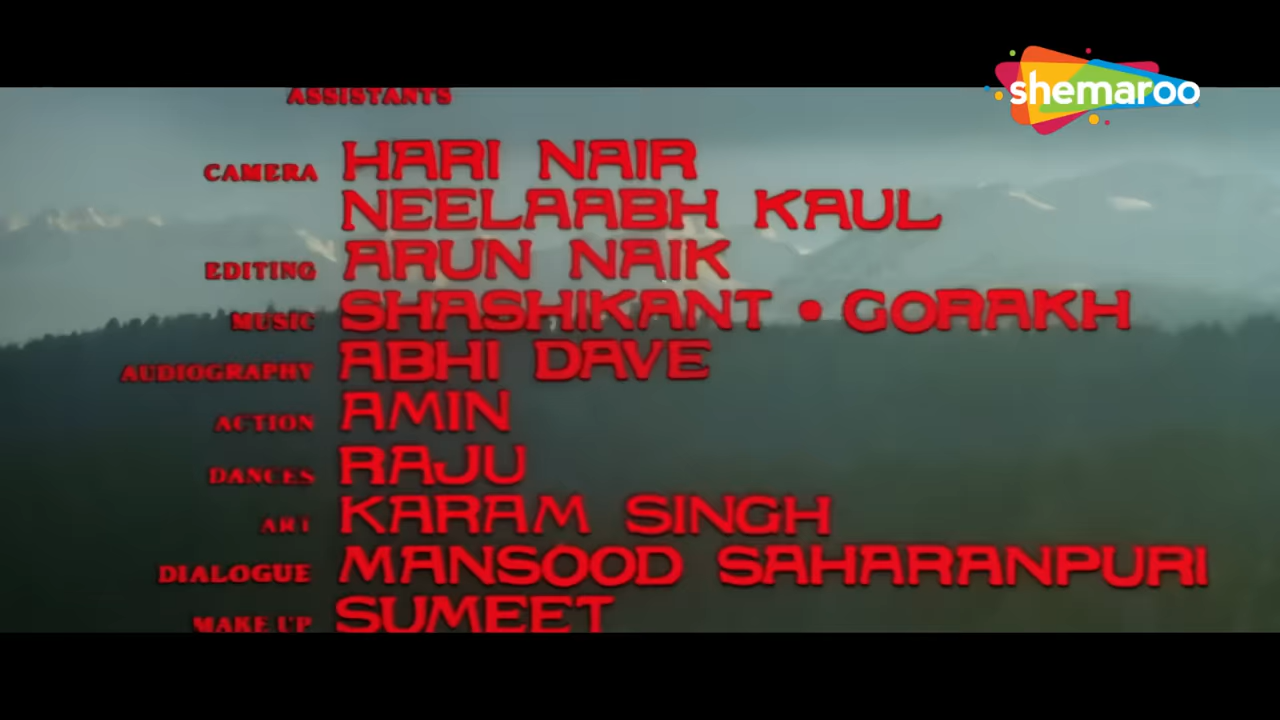 shemaroo
ASSISTANTS
CAMERA HARI NAIR
NEELAABH KAUL
EDITING ARUN NAIK
MUSIC SHASHIKANT • GORAKH
AUDIOGRAPHY ABHI DAVE
ACTION AMIN
DANCES RAJU
ART KARAM SINGH
DIALOGUE MANSOOD SAHARANPURI
MAKE UP SUMEET